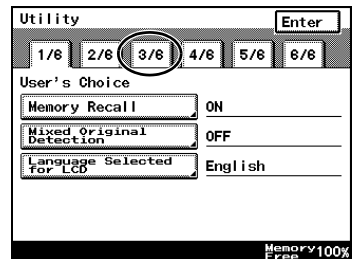 Utility Enter
1/6 2/6 3/6 4/6 5/6 6/6
User's Choice
Memory Recall ON
Mixed Original
Detection OFF
Language Selected
for LCD English
Memory 100%
Free